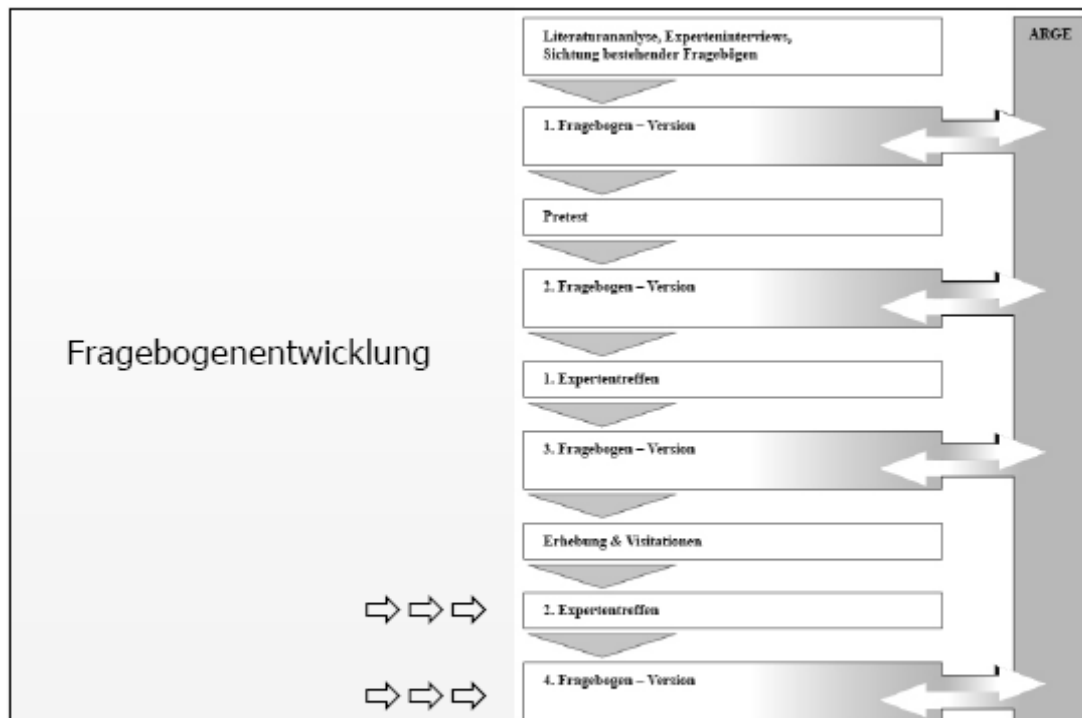 Literaturanalyse, Experteninterviews,
Sichtung bestehender Fragebögen
ARGE
1. Fragebogen – Version
Pretest
2. Fragebogen – Version
Fragebogenentwicklung
1. Expertentreffen
3. Fragebogen – Version
Erhebung & Visitationen
2. Expertentreffen
4. Fragebogen – Version